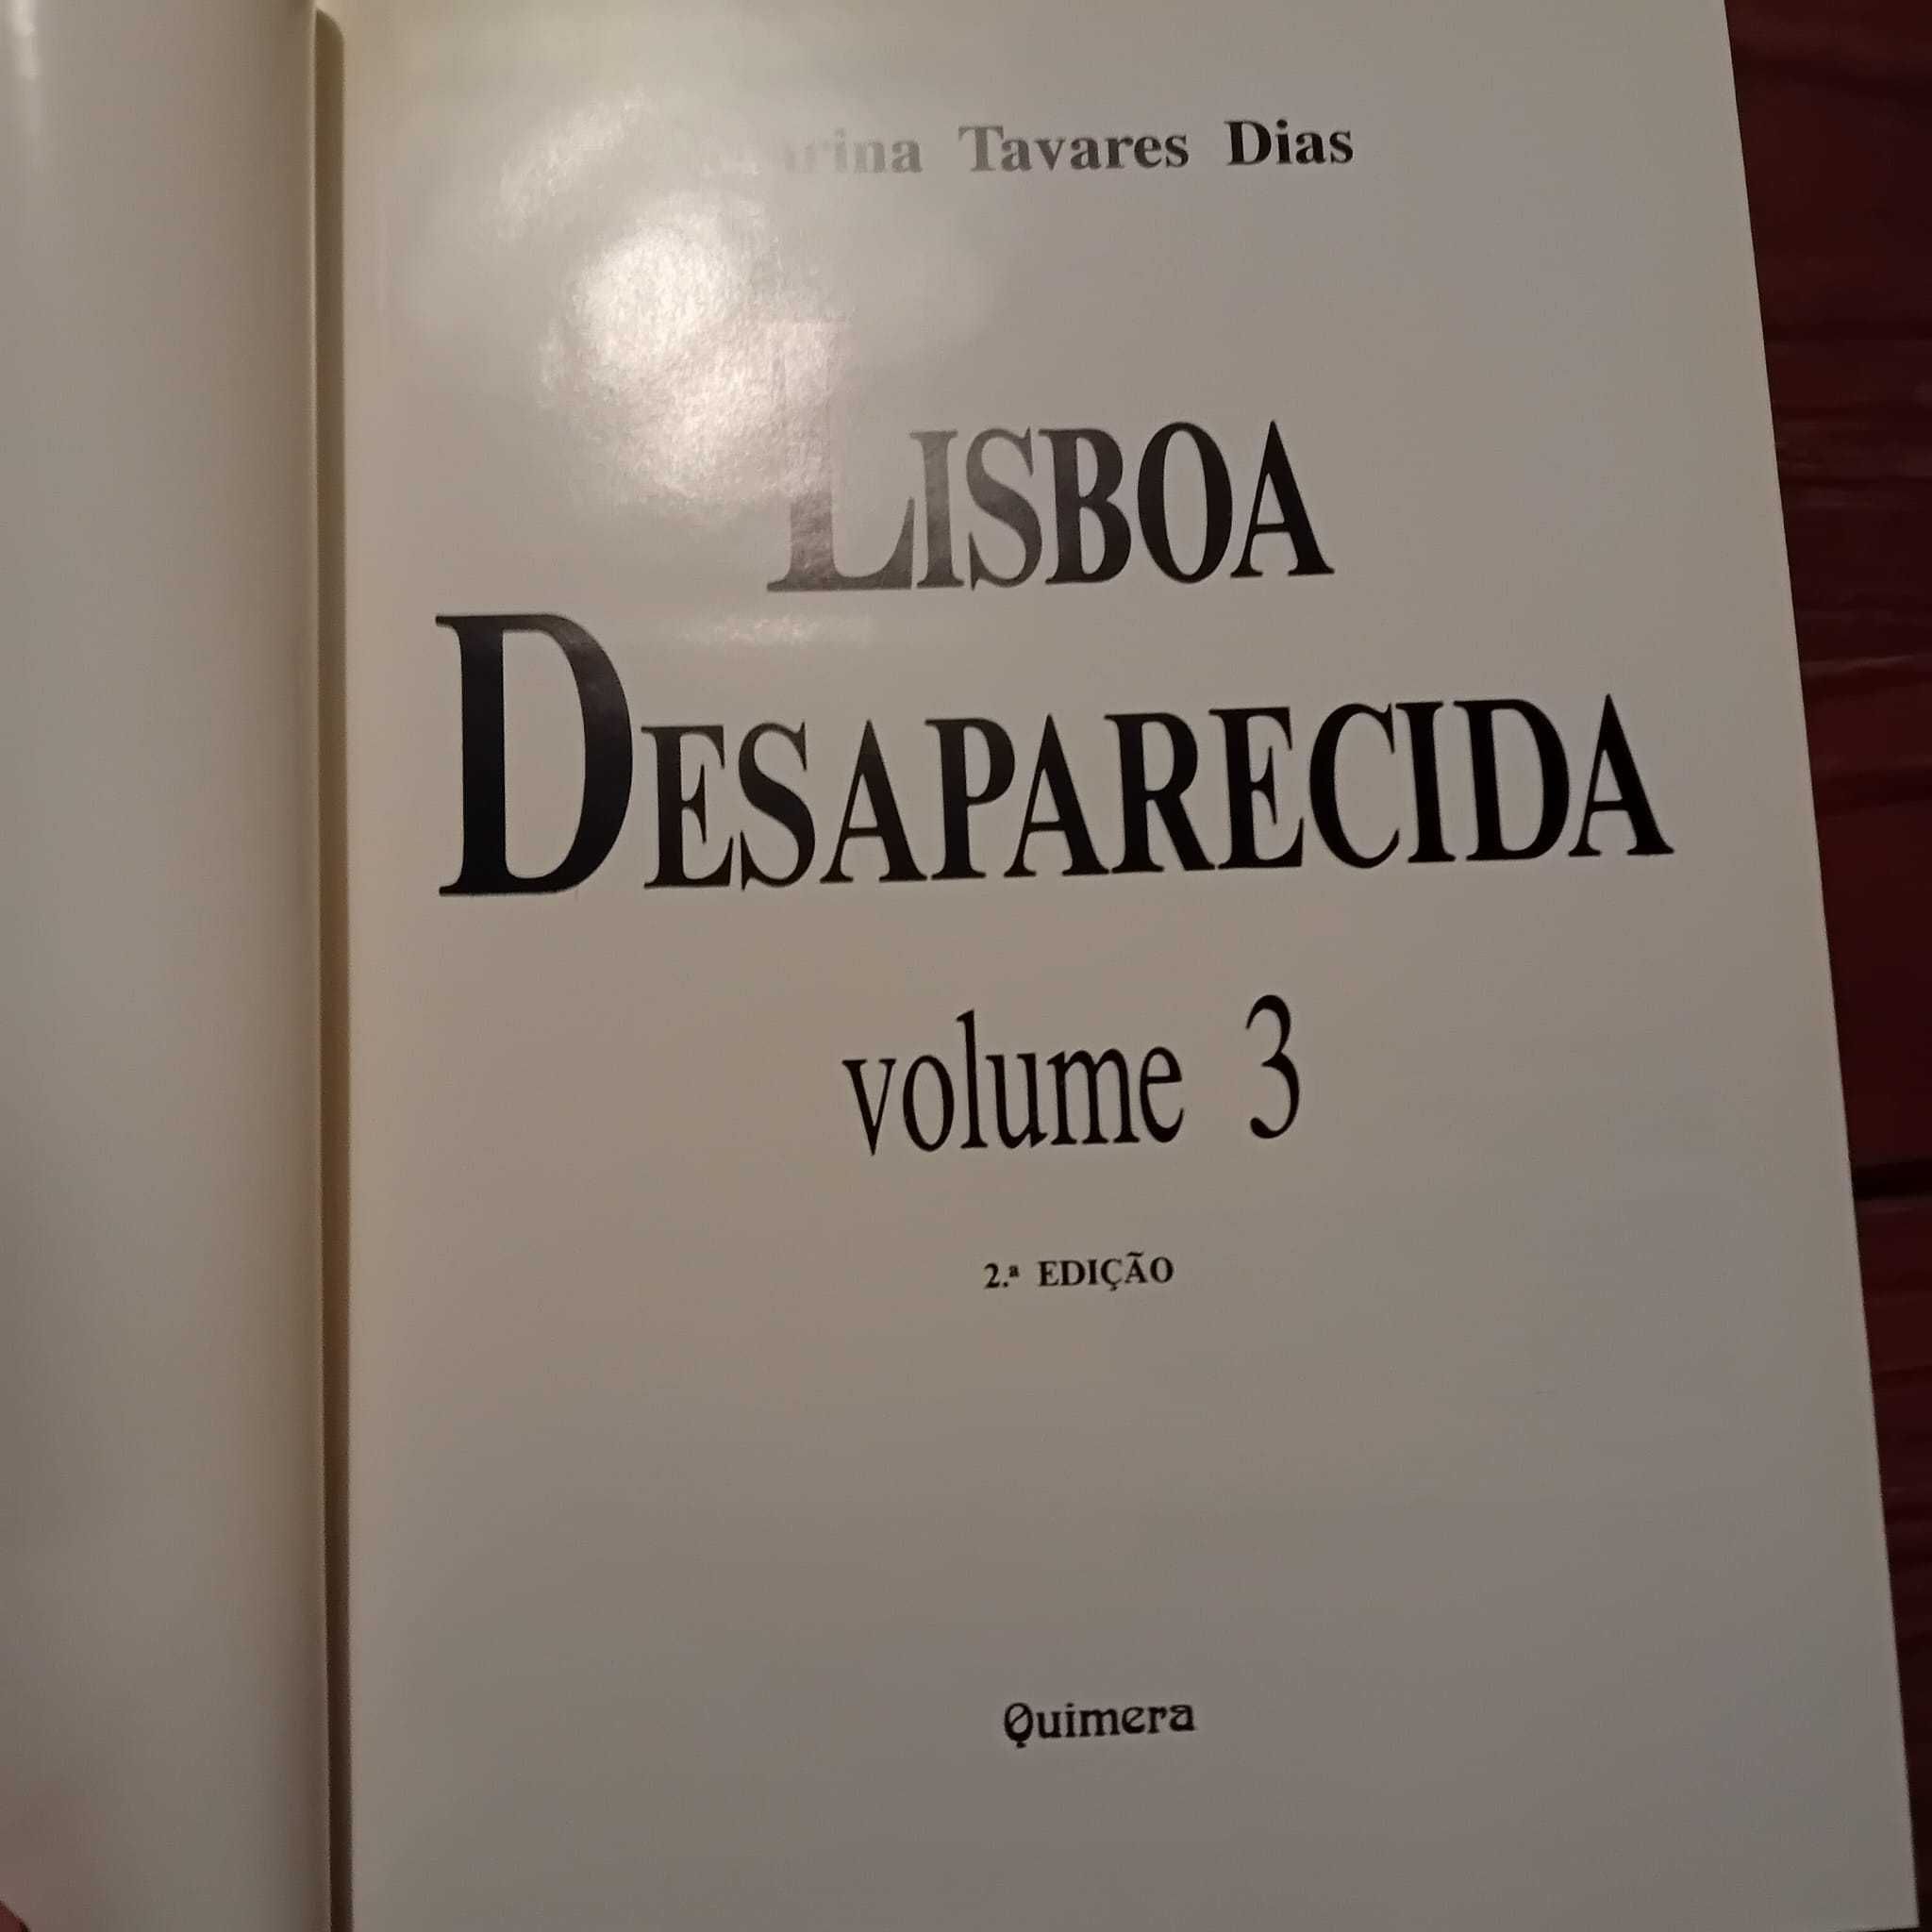 Tavares Dias
LISBOA
DESAPARECIDA
volume 3
2.ª EDIÇÃO
Quimera